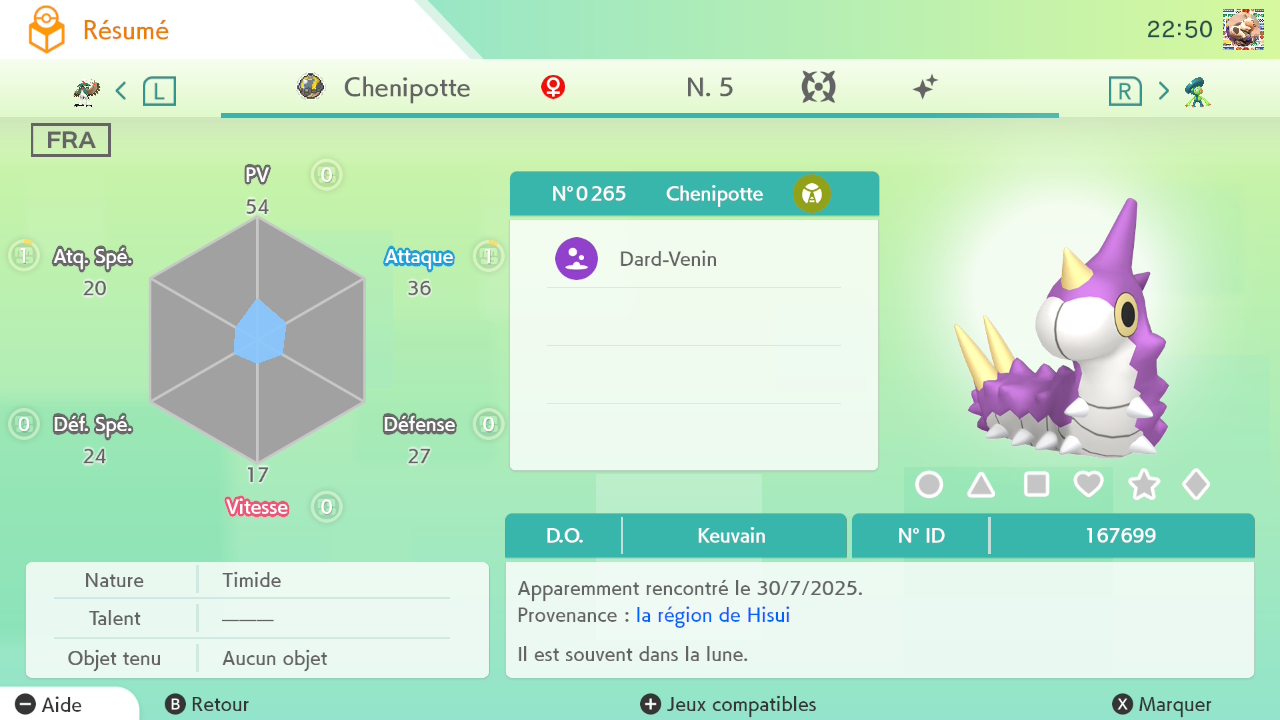 Résumé
22:50
L
Chenipotte
N. 5
R
FRA
PV
0
54
1
Atq. Spé.
20
Attaque
1
36
0
Déf. Spé.
24
Défense
0
27
17
Vitesse
0
N° 0265 Chenipotte
Dard-Venin
D.O. Keuvain
N° ID 167699
Nature Timide
Talent ———
Objet tenu Aucun objet
Apparemment rencontré le 30/7/2025.
Provenance : la région de Hisui
Il est souvent dans la lune.
Aide
B Retour
Jeux compatibles
X Marquer